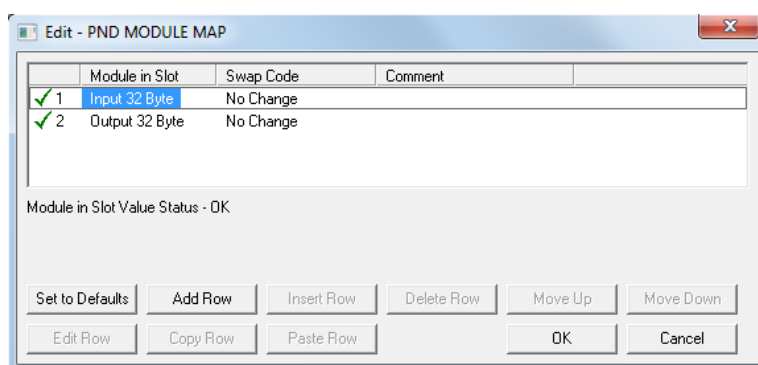 Edit - PND MODULE MAP
Module in Slot Swap Code Comment
1 Input 32 Byte No Change
2 Output 32 Byte No Change
Module in Slot Value Status - OK
Set to Defaults Add Row Insert Row Delete Row Move Up Move Down
Edit Row Copy Row Paste Row OK Cancel